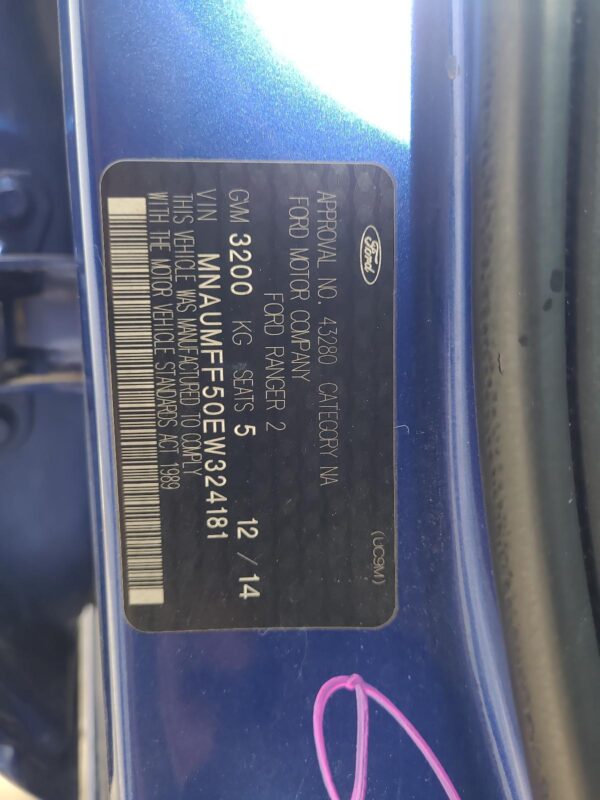 Ford
APPROVAL NO. 43280 CATEGORY NA
FORD MOTOR COMPANY
FORD RANGER 2
(UC9M)
GVM 3200 KG SEATS 5 12 / 14
VIN MNAUMFF50EW324181
THIS VEHICLE WAS MANUFACTURED TO COMPLY
WITH THE MOTOR VEHICLE STANDARDS ACT 1989